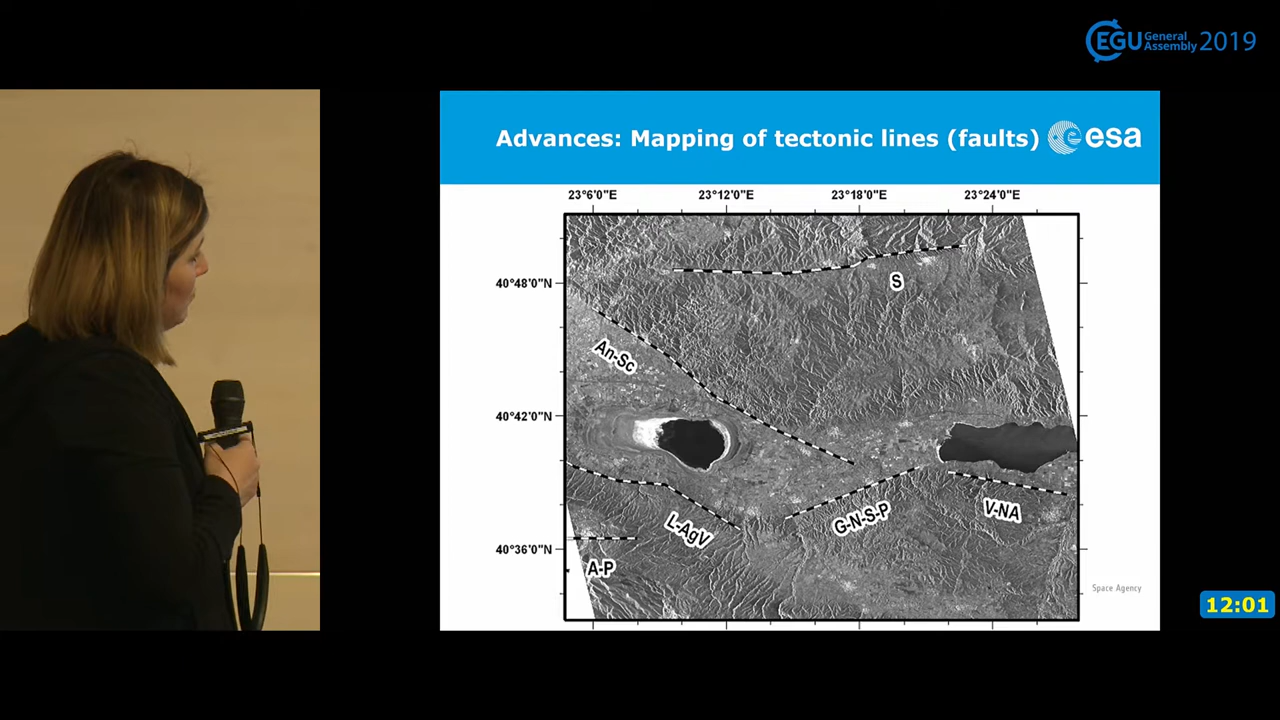 EGU General Assembly 2019
Advances: Mapping of tectonic lines (faults)
esa
23°6'0"E 23°12'0"E 23°18'0"E 23°24'0"E
40°48'0"N
S
An-Sc
40°42'0"N
L-AgV
G-N-S-P
V-NA
40°36'0"N
A-P
Space Agency
12:01